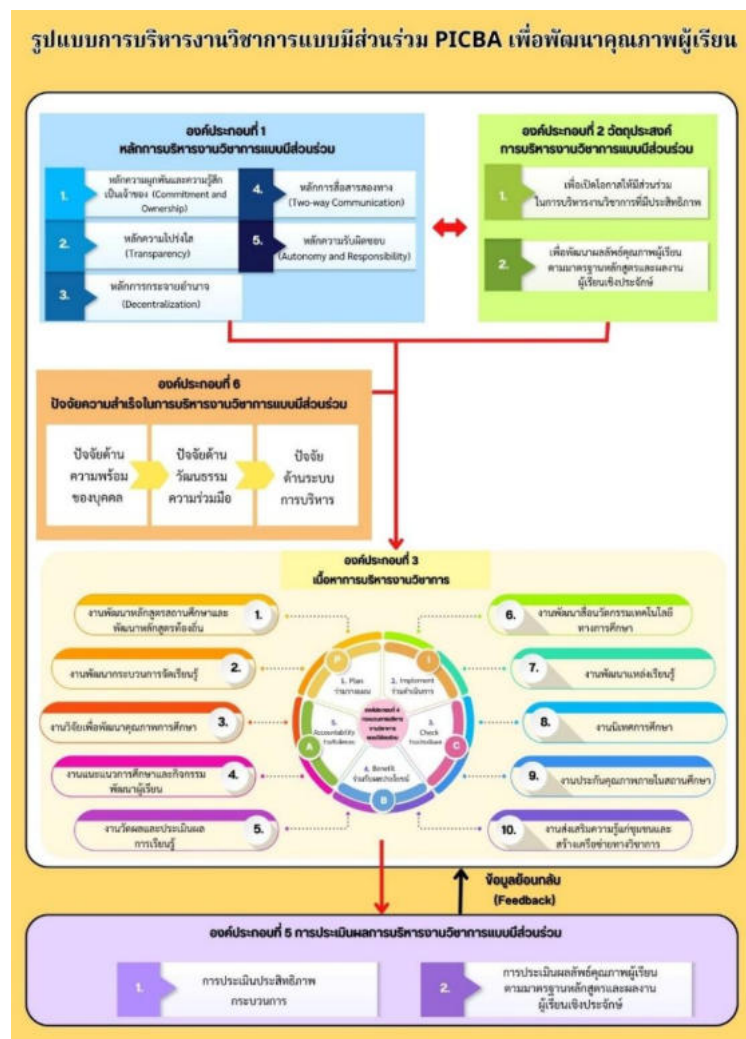 รูปแบบการบริหารงานวิชาการแบบมีส่วนร่วม PICBA เพื่อพัฒนาคุณภาพผู้เรียน
องค์ประกอบที่ 1
หลักการบริหารงานวิชาการแบบมีส่วนร่วม
1.
หลักความผูกพันและความรู้สึก
เป็นเจ้าของ (Commitment and
Ownership)
2.
หลักความโปร่งใส
(Transparency)
3.
หลักการกระจายอำนาจ
(Decentralization)
4.
หลักการสื่อสารสองทาง
(Two-way Communication)
5.
หลักความรับผิดชอบ
(Autonomy and Responsibility)
องค์ประกอบที่ 2 วัตถุประสงค์
การบริหารงานวิชาการแบบมีส่วนร่วม
1.
เพื่อเปิดโอกาสให้มีส่วนร่วม
ในการบริหารงานวิชาการที่มีประสิทธิภาพ
2.
เพื่อพัฒนาผลลัพธ์คุณภาพผู้เรียน
ตามมาตรฐานหลักสูตรและผลงาน
ผู้เรียนเชิงประจักษ์
องค์ประกอบที่ 6
ปัจจัยความสำเร็จในการบริหารงานวิชาการแบบมีส่วนร่วม
ปัจจัยด้าน
ความพร้อม
ของบุคคล
ปัจจัยด้าน
วัฒนธรรม
ความร่วมมือ
ปัจจัย
ด้านระบบ
การบริหาร
องค์ประกอบที่ 3
เนื้อหาการบริหารงานวิชาการ
งานพัฒนาหลักสูตรสถานศึกษาและ
พัฒนาหลักสูตรท้องถิ่น
1.
งานพัฒนากระบวนการจัดเรียนรู้
2.
งานวิจัยเพื่อพัฒนาคุณภาพการศึกษา
3.
งานแนะแนวการศึกษาและกิจกรรม
พัฒนาผู้เรียน
4.
งานวัดผลและประเมินผล
การเรียนรู้
5.
6.
งานพัฒนาสื่อนวัตกรรมเทคโนโลยี
ทางการศึกษา
7.
งานพัฒนาแหล่งเรียนรู้
8.
งานนิเทศการศึกษา
9.
งานประกันคุณภาพภายในสถานศึกษา
10.
งานส่งเสริมความรู้แก่ชุมชนและ
สร้างเครือข่ายทางวิชาการ
P
1. Plan
ร่วมวางแผน
I
2. Implement
ร่วมดำเนินการ
C
3.
Check
B
4. Benefit
ร่วมรับผลประโยชน์
A
5.
Accountability
องค์ประกอบที่ 4
ข้อมูลย้อนกลับ
(Feedback)
องค์ประกอบที่ 5 การประเมินผลการบริหารงานวิชาการแบบมีส่วนร่วม
1.
การประเมินประสิทธิภาพ
กระบวนการ
2.
การประเมินผลลัพธ์คุณภาพผู้เรียน
ตามมาตรฐานหลักสูตรและผลงาน
ผู้เรียนเชิงประจักษ์